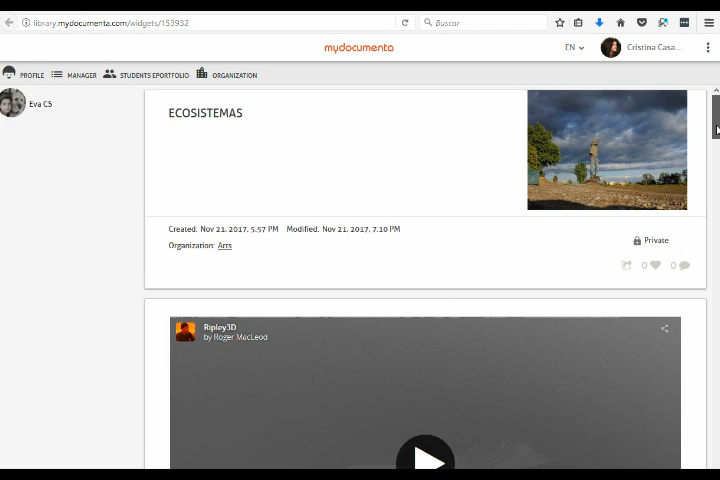 library.mydocumenta.com/widgets/153932
Buscar
mydocumenta
EN
Cristina Casa...
PROFILE
MANAGER
STUDENTS EPORTFOLIO
ORGANIZATION
Eva CS
ECOSISTEMAS
Created: Nov 21, 2017, 5.57 PM Modified: Nov 21, 2017, 7.10 PM
Organization: Arts
Private
0 0
Ripley3D
by Roger MacLeod